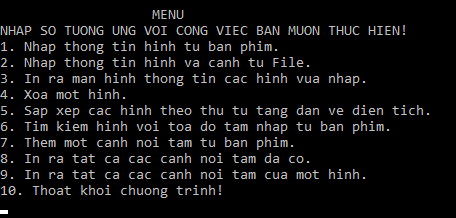 MENU
NHAP SO TUONG UNG VOI CONG VIEC BAN MUON THUC HIEN!
1. Nhap thong tin hinh tu ban phim.
2. Nhap thong tin hinh va canh tu File.
3. In ra man hinh thong tin cac hinh vua nhap.
4. Xoa mot hinh.
5. Sap xep cac hinh theo thu tu tang dan ve dien tich.
6. Tim kiem hinh voi toa do tam nhap tu ban phim.
7. Them mot canh noi tam tu ban phim.
8. In ra tat ca cac canh noi tam da co.
9. In ra tat ca cac canh noi tam cua mot hinh.
10. Thoat khoi chuong trinh!